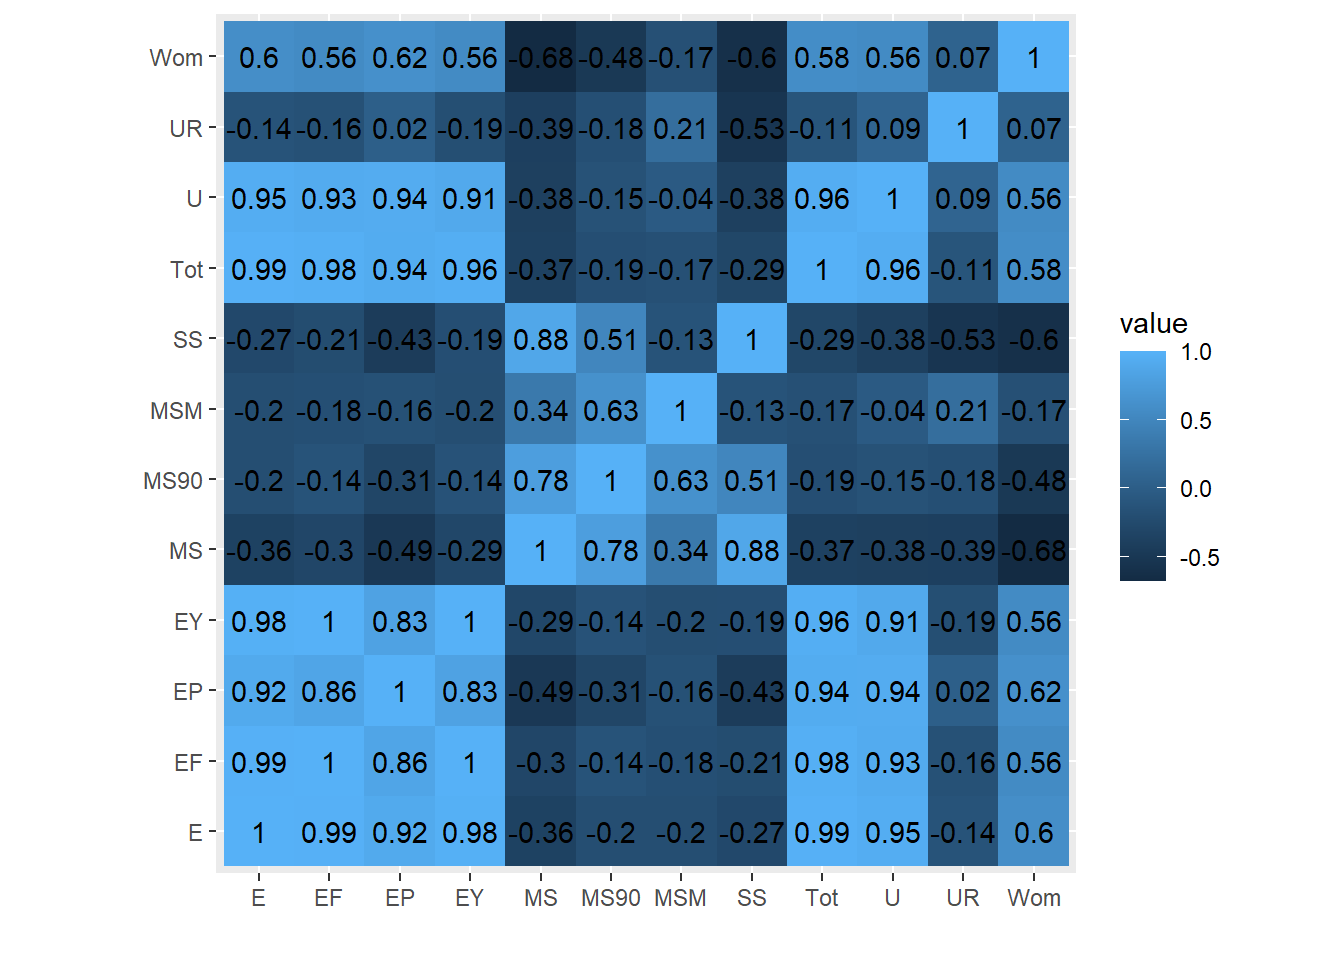 Wom 0.6 0.56 0.62 0.56 -0.68 -0.48 -0.17 -0.6 0.58 0.56 0.07 1
UR -0.14 -0.16 0.02 -0.19 -0.39 -0.18 0.21 -0.53 -0.11 0.09 1 0.07
U 0.95 0.93 0.94 0.91 -0.38 -0.15 -0.04 -0.38 0.96 1 0.09 0.56
Tot 0.99 0.98 0.94 0.96 -0.37 -0.19 -0.17 -0.29 1 0.96 -0.11 0.58
SS -0.27 -0.21 -0.43 -0.19 0.88 0.51 -0.13 1 -0.29 -0.38 -0.53 -0.6
MSM -0.2 -0.18 -0.16 -0.2 0.34 0.63 1 -0.13 -0.17 -0.04 0.21 -0.17
MS90 -0.2 -0.14 -0.31 -0.14 0.78 1 0.63 0.51 -0.19 -0.15 -0.18 -0.48
MS -0.36 -0.3 -0.49 -0.29 1 0.78 0.34 0.88 -0.37 -0.38 -0.39 -0.68
EY 0.98 1 0.83 1 -0.29 -0.14 -0.2 -0.19 0.96 0.91 -0.19 0.56
EP 0.92 0.86 1 0.83 -0.49 -0.31 -0.16 -0.43 0.94 0.94 0.02 0.62
EF 0.99 1 0.86 1 -0.3 -0.14 -0.18 -0.21 0.98 0.93 -0.16 0.56
E 1 0.99 0.92 0.98 -0.36 -0.2 -0.2 -0.27 0.99 0.95 -0.14 0.6
E EF EP EY MS MS90 MSM SS Tot U UR Wom
value
1.0
0.5
0.0
-0.5